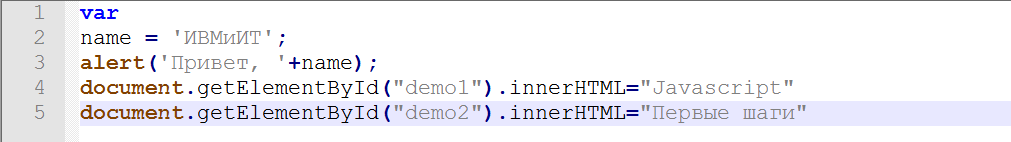 1 var
2 name = 'ИВМиИТ';
3 alert('Привет, '+name);
4 document.getElementById("demo1").innerHTML="Javascript"
5 document.getElementById("demo2").innerHTML="Первые шаги"